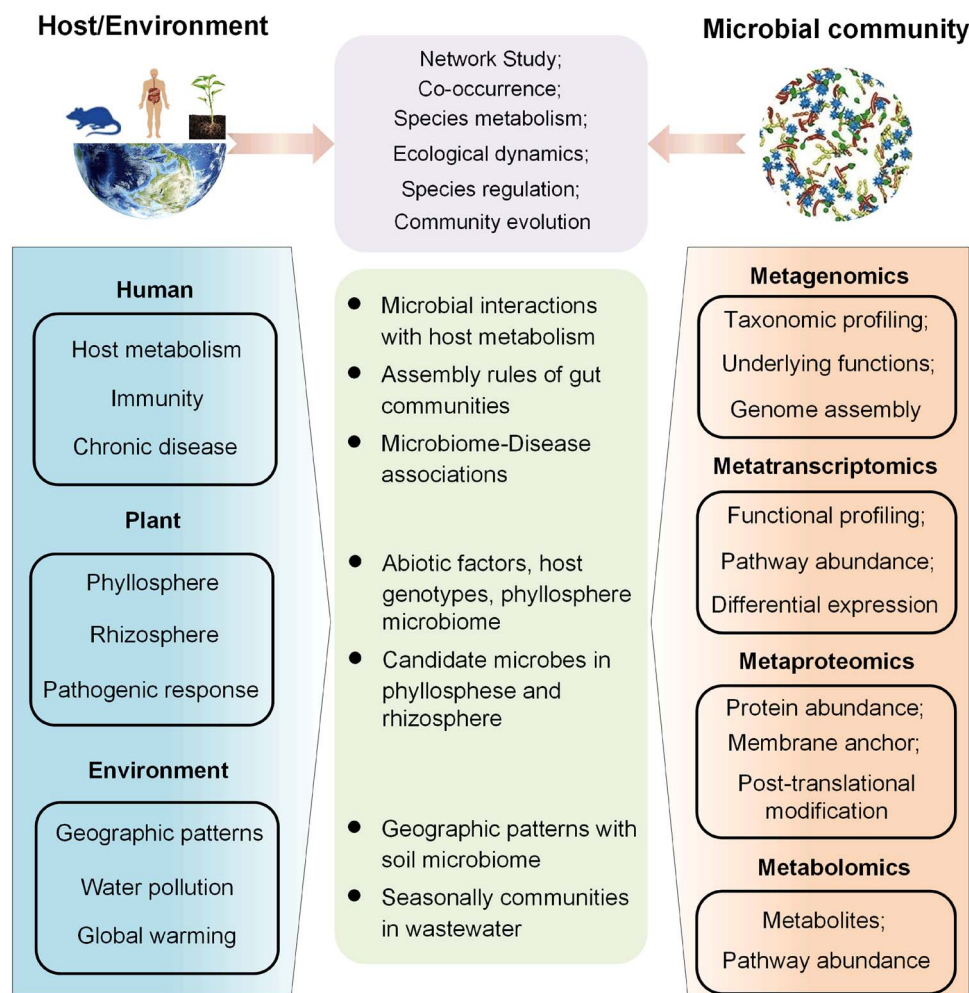 Host/Environment
Network Study;
Co-occurrence;
Species metabolism;
Ecological dynamics;
Species regulation;
Community evolution
Microbial community
Human
Host metabolism
Immunity
Chronic disease
Plant
Phyllosphere
Rhizosphere
Pathogenic response
Environment
Geographic patterns
Water pollution
Global warming
● Microbial interactions
with host metabolism
● Assembly rules of gut
communities
● Microbiome-Disease
associations
● Abiotic factors, host
genotypes, phyllosphere
microbiome
● Candidate microbes in
phyllosphese and
rhizosphere
● Geographic patterns with
soil microbiome
● Seasonally communities
in wastewater
Metagenomics
Taxonomic profiling;
Underlying functions;
Genome assembly
Metatranscriptomics
Functional profiling;
Pathway abundance;
Differential expression
Metaproteomics
Protein abundance;
Membrane anchor;
Post-translational
modification
Metabolomics
Metabolites;
Pathway abundance